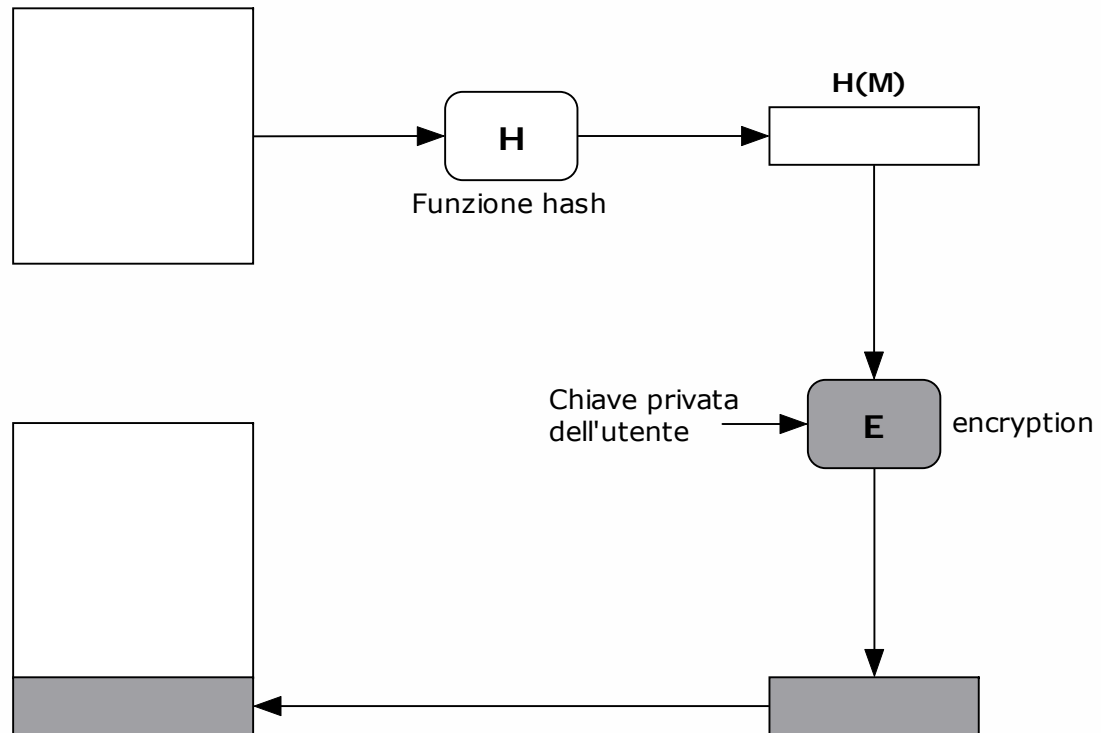 H(M)
H
Funzione hash
Chiave privata
dell'utente
E
encryption